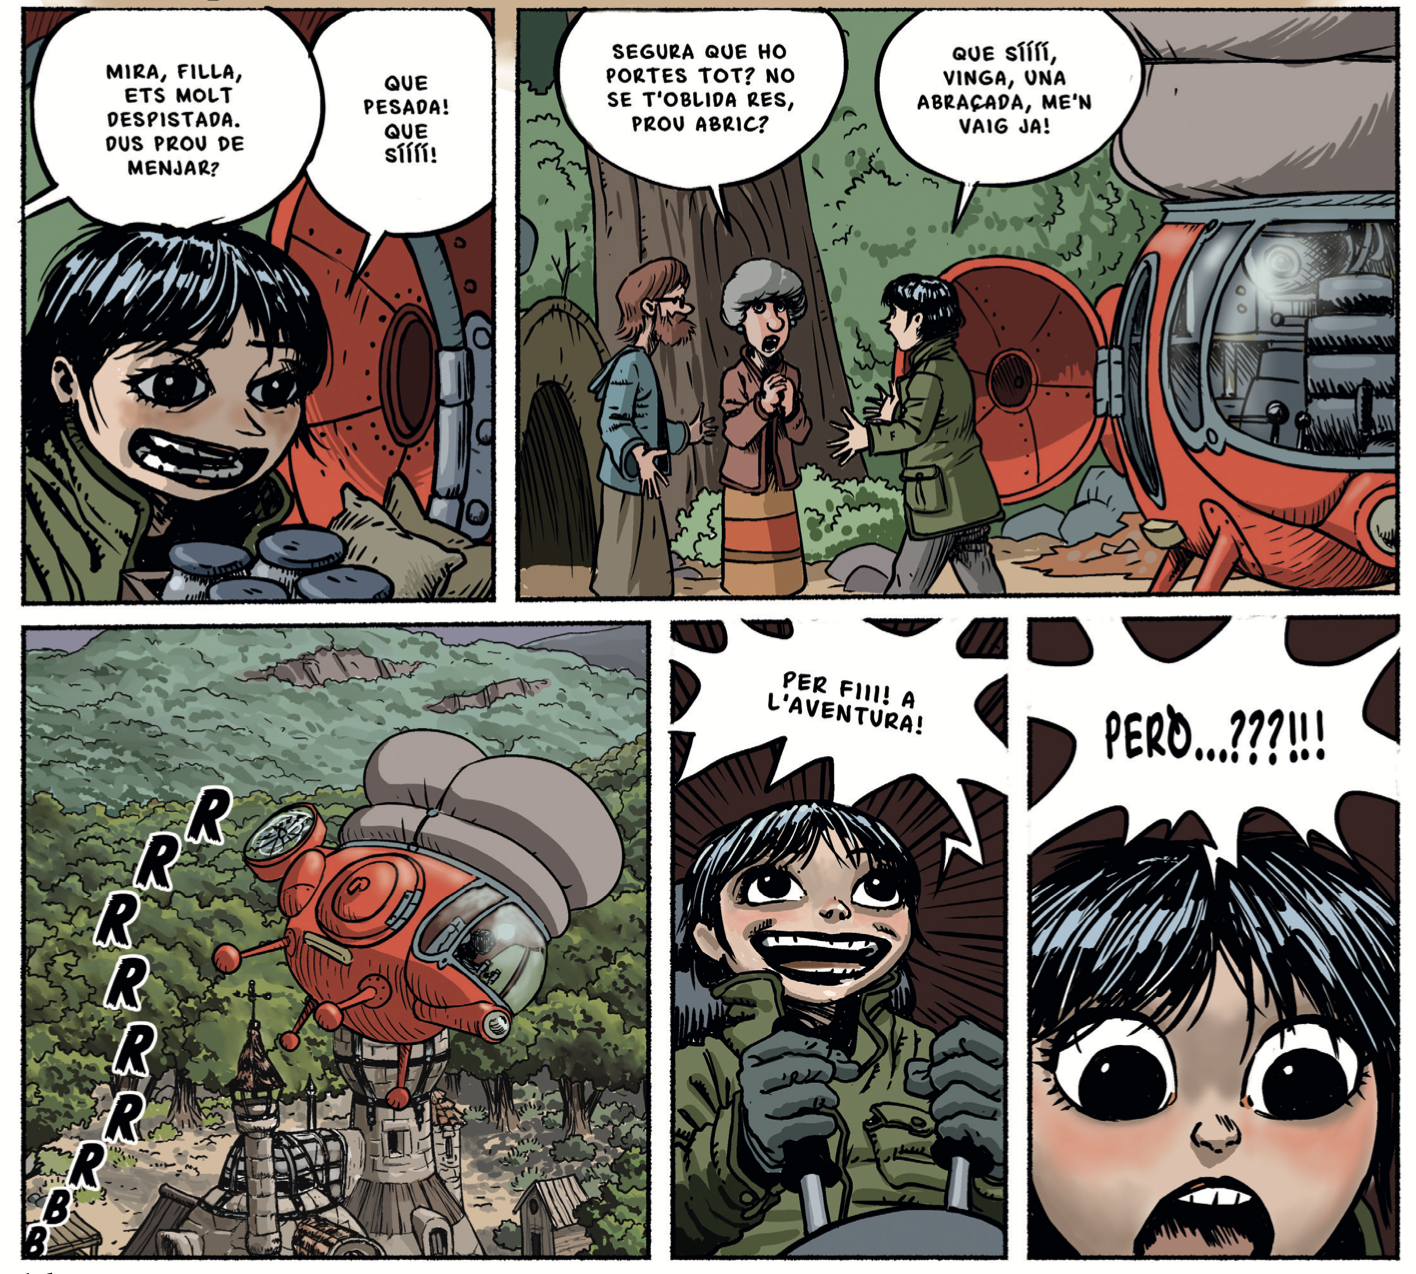 MIRA, FILLA,
ETS MOLT
DESPISTADA.
DUS PROU DE
MENJAR?
QUE
PESADA!
QUE
SÍÍÍÍ!
SEGURA QUE HO
PORTES TOT? NO
SE T'OBLIDA RES,
PROU ABRIC?
QUE SÍÍÍÍ,
VINGA, UNA
ABRAÇADA, ME'N
VAIG JA!
BBRRRRRRR
PER FIII! A
L'AVENTURA!
PERÒ...???!!!